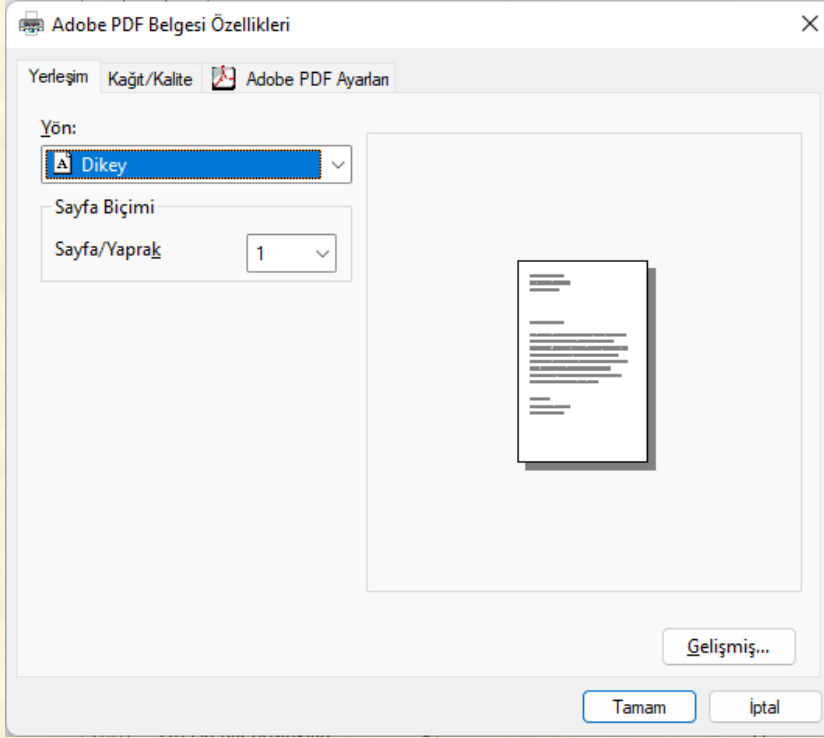 Adobe PDF Belgesi Özellikleri
Yerleşim Kağıt/Kalite Adobe PDF Ayarları
Yön:
A Dikey
Sayfa Biçimi
Sayfa/Yaprak 1
Gelişmiş...
Tamam İptal